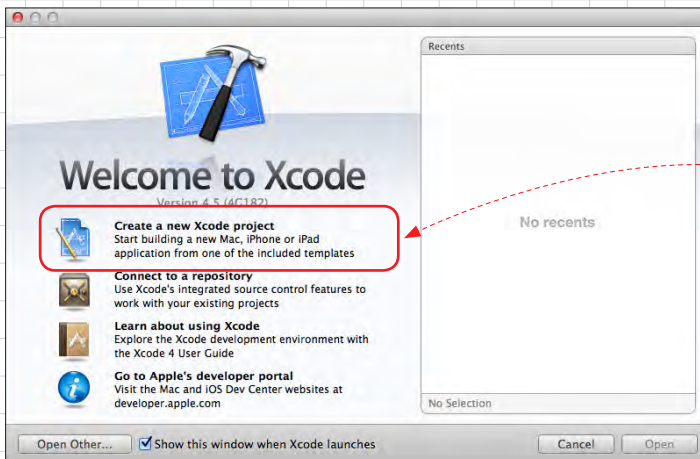 Recents
Welcome to Xcode
Version 4.5 (4G182)
No recents
Create a new Xcode project
Start building a new Mac, iPhone or iPad
application from one of the included templates
Connect to a repository
Use Xcode's integrated source control features to
work with your existing projects
Learn about using Xcode
Explore the Xcode development environment with
the Xcode 4 User Guide
Go to Apple's developer portal
Visit the Mac and iOS Dev Center websites at
developer.apple.com
No Selection
Open Other...
Show this window when Xcode launches
Cancel
Open